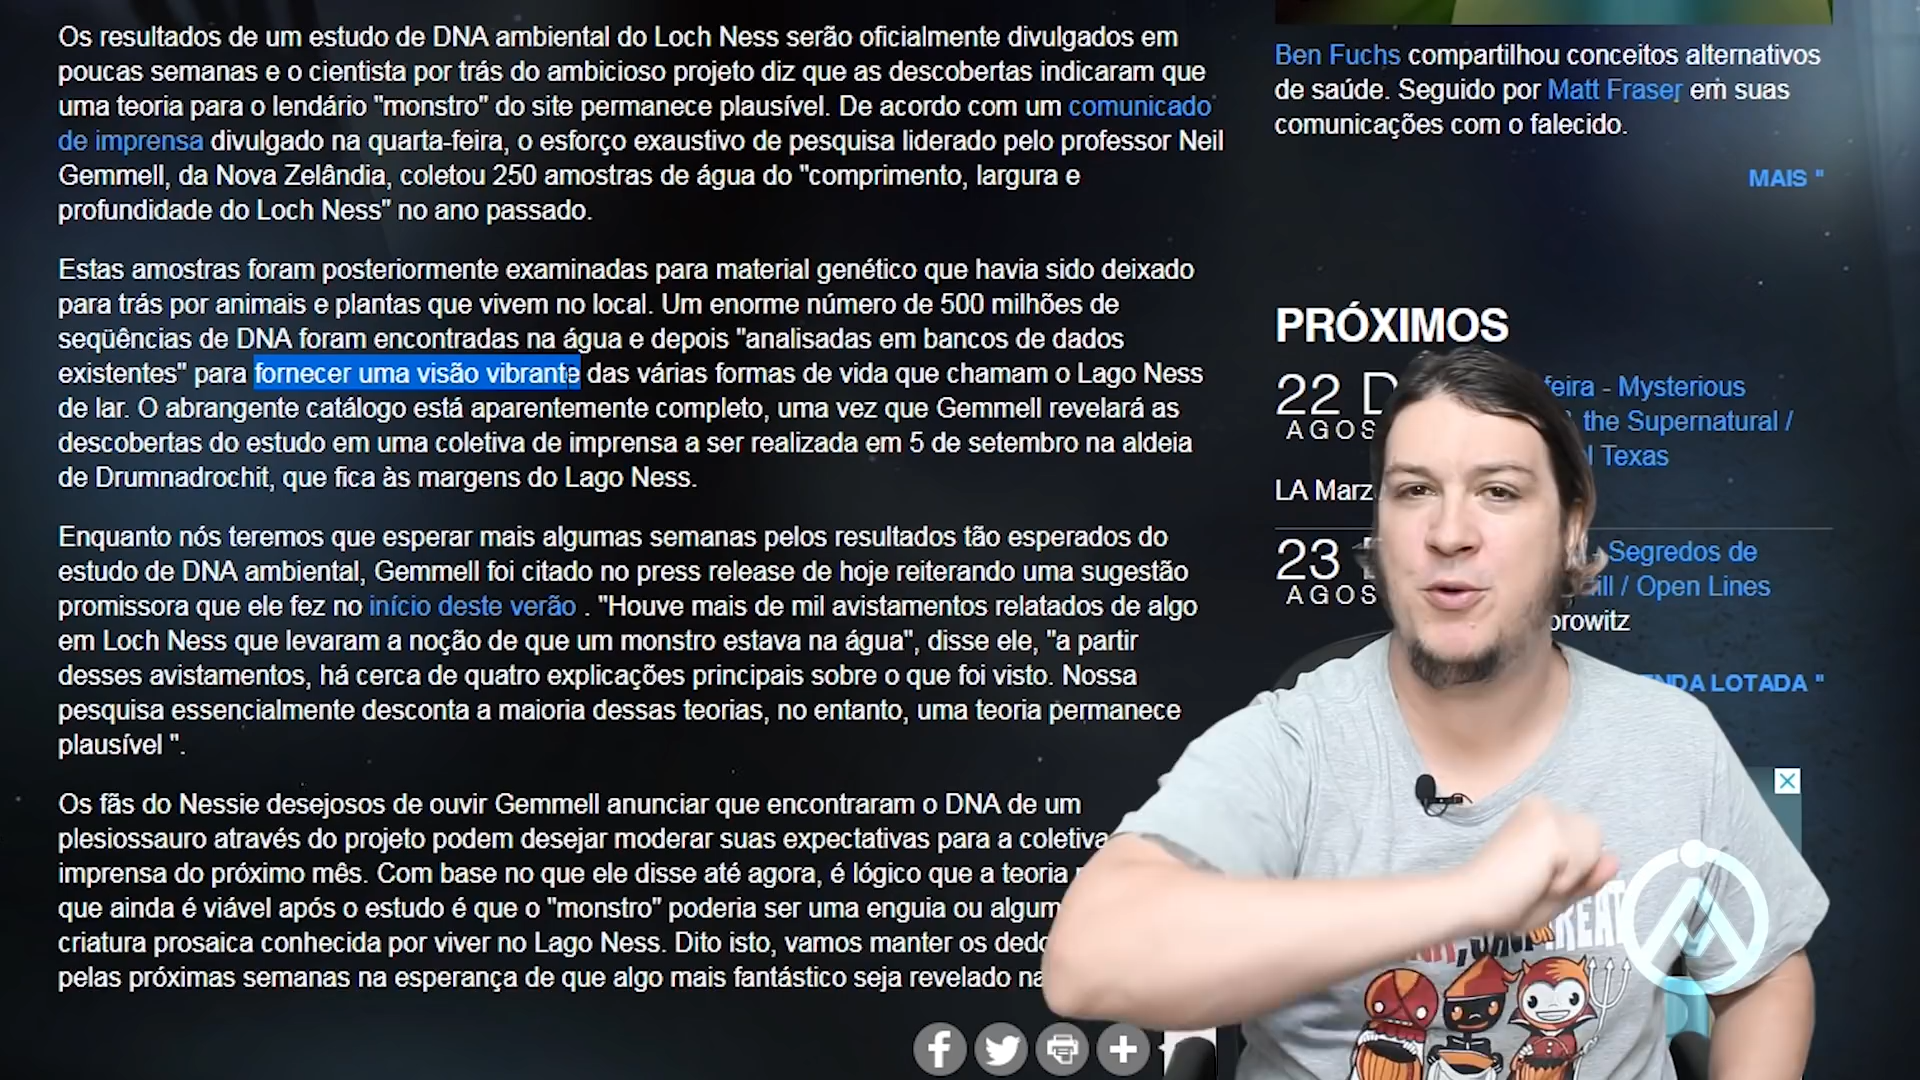 Os resultados de um estudo de DNA ambiental do Loch Ness serão oficialmente divulgados em
poucas semanas e o cientista por trás do ambicioso projeto diz que as descobertas indicaram que
uma teoria para o lendário "monstro" do site permanece plausível. De acordo com um comunicado
de imprensa divulgado na quarta-feira, o esforço exaustivo de pesquisa liderado pelo professor Neil
Gemmell, da Nova Zelândia, coletou 250 amostras de água do "comprimento, largura e
profundidade do Loch Ness" no ano passado.
Estas amostras foram posteriormente examinadas para material genético que havia sido deixado
para trás por animais e plantas que vivem no local. Um enorme número de 500 milhões de
seqüências de DNA foram encontradas na água e depois "analisadas em bancos de dados
existentes" para fornecer uma visão vibrante das várias formas de vida que chamam o Lago Ness
de lar. O abrangente catálogo está aparentemente completo, uma vez que Gemmell revelará as
descobertas do estudo em uma coletiva de imprensa a ser realizada em 5 de setembro na aldeia
de Drumnadrochit, que fica às margens do Lago Ness.
Enquanto nós teremos que esperar mais algumas semanas pelos resultados tão esperados do
estudo de DNA ambiental, Gemmell foi citado no press release de hoje reiterando uma sugestão
promissora que ele fez no início deste verão . "Houve mais de mil avistamentos relatados de algo
em Loch Ness que levaram a noção de que um monstro estava na água", disse ele, "a partir
desses avistamentos, há cerca de quatro explicações principais sobre o que foi visto. Nossa
pesquisa essencialmente desconta a maioria dessas teorias, no entanto, uma teoria permanece
plausível ".
Os fãs do Nessie desejosos de ouvir Gemmell anunciar que encontraram o DNA de um
plesiossauro através do projeto podem desejar moderar suas expectativas para a coletiva
imprensa do próximo mês. Com base no que ele disse até agora, é lógico que a teoria
que ainda é viável após o estudo é que o "monstro" poderia ser uma enguia ou algum
criatura prosaica conhecida por viver no Lago Ness. Dito isto, vamos manter os
pelas próximas semanas na esperança de que algo mais fantástico seja revelado
Ben Fuchs compartilhou conceitos alternativos
de saúde. Seguido por Matt Fraser em suas
comunicações com o falecido.
MAIS "
PRÓXIMOS
22
AGOS
feira - Mysterious
the Supernatural /
Texas
LA
23
AGOS
- Segredos de
/ Open Lines
LOTADA "